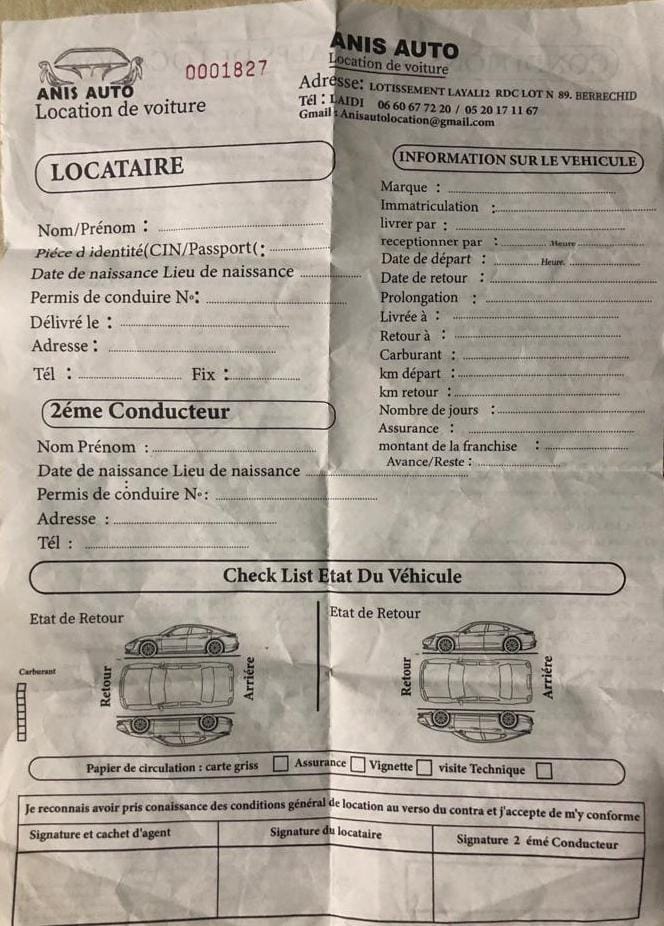 ANIS AUTO
Location de voiture
0001827
ANIS AUTO
Location de voiture
Adresse: LOTISSEMENT LAYALI2 RDC LOT N 89. BERRECHID
Tél : LAIDI 06 60 67 72 20 / 05 20 17 11 67
Gmail : Anisautolocation@gmail.com
LOCATAIRE
Nom/Prénom :
Piéce d identité(CIN/Passport(:
Date de naissance Lieu de naissance
Permis de conduire N°:
Délivré le :
Adresse :
Tél : Fix :
2éme Conducteur
Nom Prénom :
Date de naissance Lieu de naissance
Permis de conduire N° :
Adresse :
Tél :
INFORMATION SUR LE VEHICULE
Marque :
Immatriculation :
livrer par :
receptionner par : .Heure
Date de départ : Heure.
Date de retour :
Prolongation :
Livrée à :
Retour à :
Carburant :
km départ :
km retour :
Nombre de jours :
Assurance :
montant de la franchise :
Avance/Reste :
Check List Etat Du Véhicule
Etat de Retour
Carburant
Retour
Arriére
Etat de Retour
Retour
Arriére
Papier de circulation : carte griss Assurance Vignette visite Technique
Je reconnais avoir pris conaissance des conditions général de location au verso du contra et j'accepte de m'y conforme
Signature et cachet d'agent Signature du locataire Signature 2 émé Conducteur